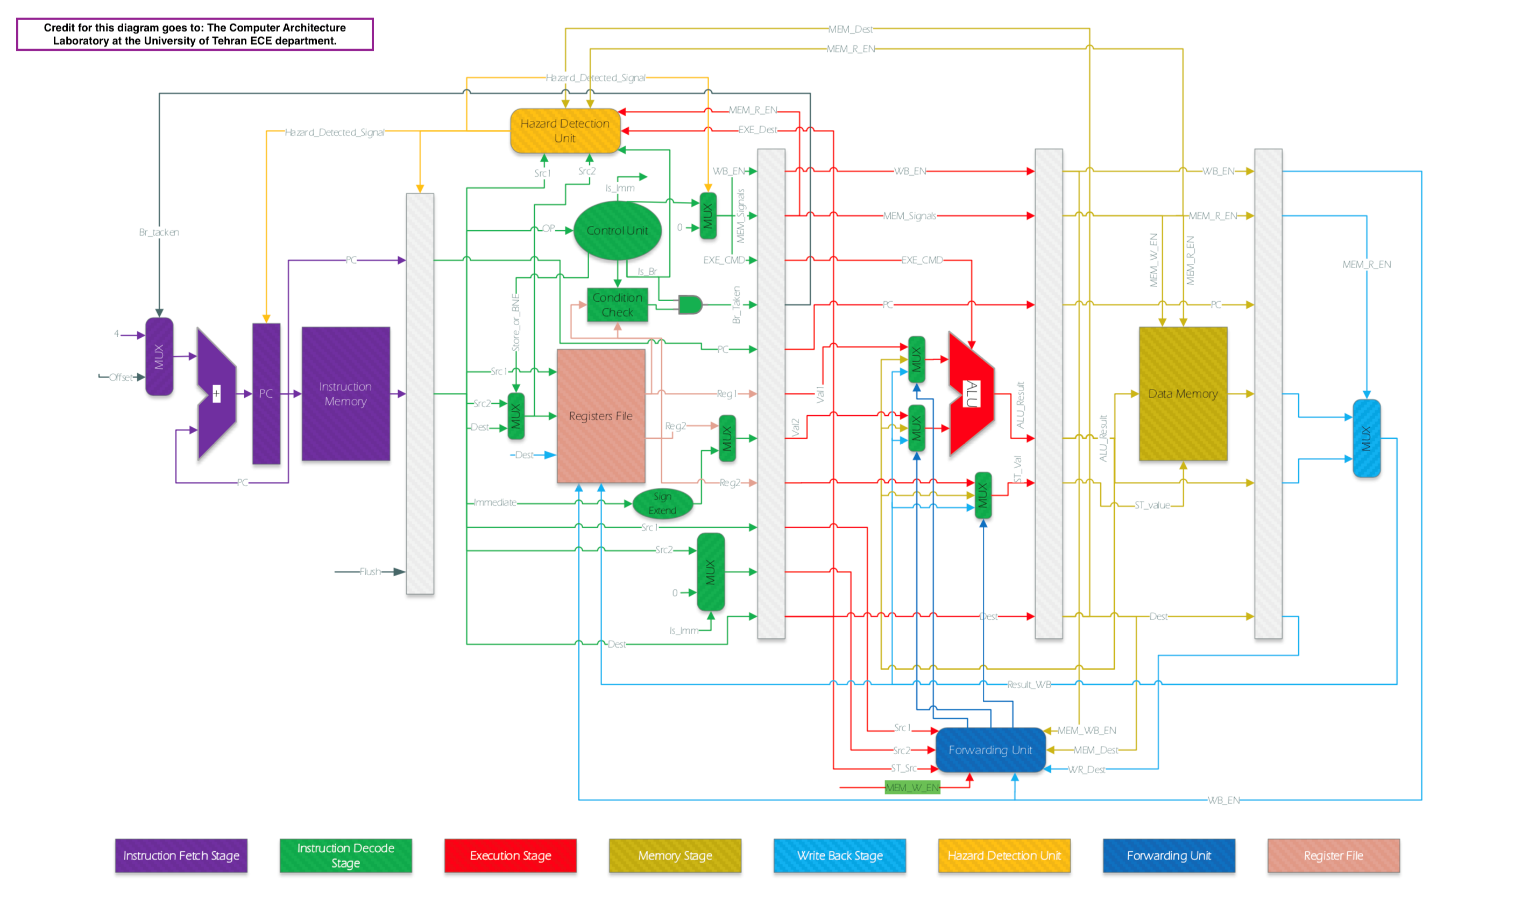 Credit for this diagram goes to: The Computer Architecture
Laboratory at the University of Tehran ECE department.
MEM_Dest
MEM_R_EN
Hazard_Detected_Signal
MEM_R_EN
Hazard Detection
Unit
EXE_Dest
Hazard_Detected_Signal
Src1
Src2
WB_EN
WB_EN
WB_EN
Is_Imm
MUX
MEM_Signals
MEM_Signals
MEM_R_EN
0
OP
Control Unit
Br_tacken
PC
Is_Br
EXE_CMD
EXE_CMD
MEM_W_EN
MEM_R_EN
MEM_R_EN
Condition
Check
Br_Taken
PC
PC
Store_or_BNE
4
MUX
Offset
PC
+
PC
Instruction
Memory
Src1
Src2
Dest
MUX
Registers File
Reg1
Reg2
MUX
Val1
Val2
MUX
MUX
ALU
ALU_Result
ALU_Result
Data Memory
MUX
Dest
PC
Immediate
Sign
Extend
Reg2
MUX
ST_Val
ST_value
Src1
Src2
MUX
0
Flush
Is_Imm
Dest
Dest
Dest
Result_WB
Src1
Src2
ST_Src
MEM_W_EN
Forwarding Unit
MEM_WB_EN
MEM_Dest
WR_Dest
WB_EN
Instruction Fetch Stage
Instruction Decode
Stage
Execution Stage
Memory Stage
Write Back Stage
Hazard Detection Unit
Forwarding Unit
Register File